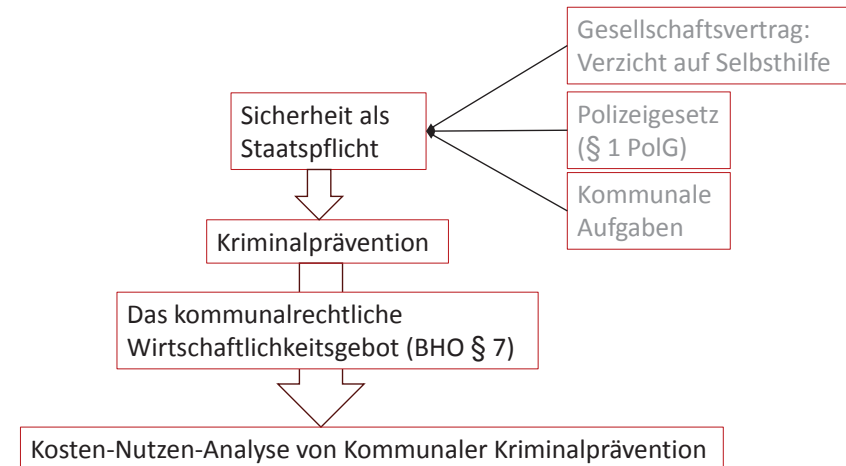 Gesellschaftsvertrag:
Verzicht auf Selbsthilfe
Sicherheit als
Staatspflicht
Polizeigesetz
(§ 1 PolG)
Kommunale
Aufgaben
Kriminalprävention
Das kommunalrechtliche
Wirtschaftlichkeitsgebot (BHO § 7)
Kosten-Nutzen-Analyse von Kommunaler Kriminalprävention